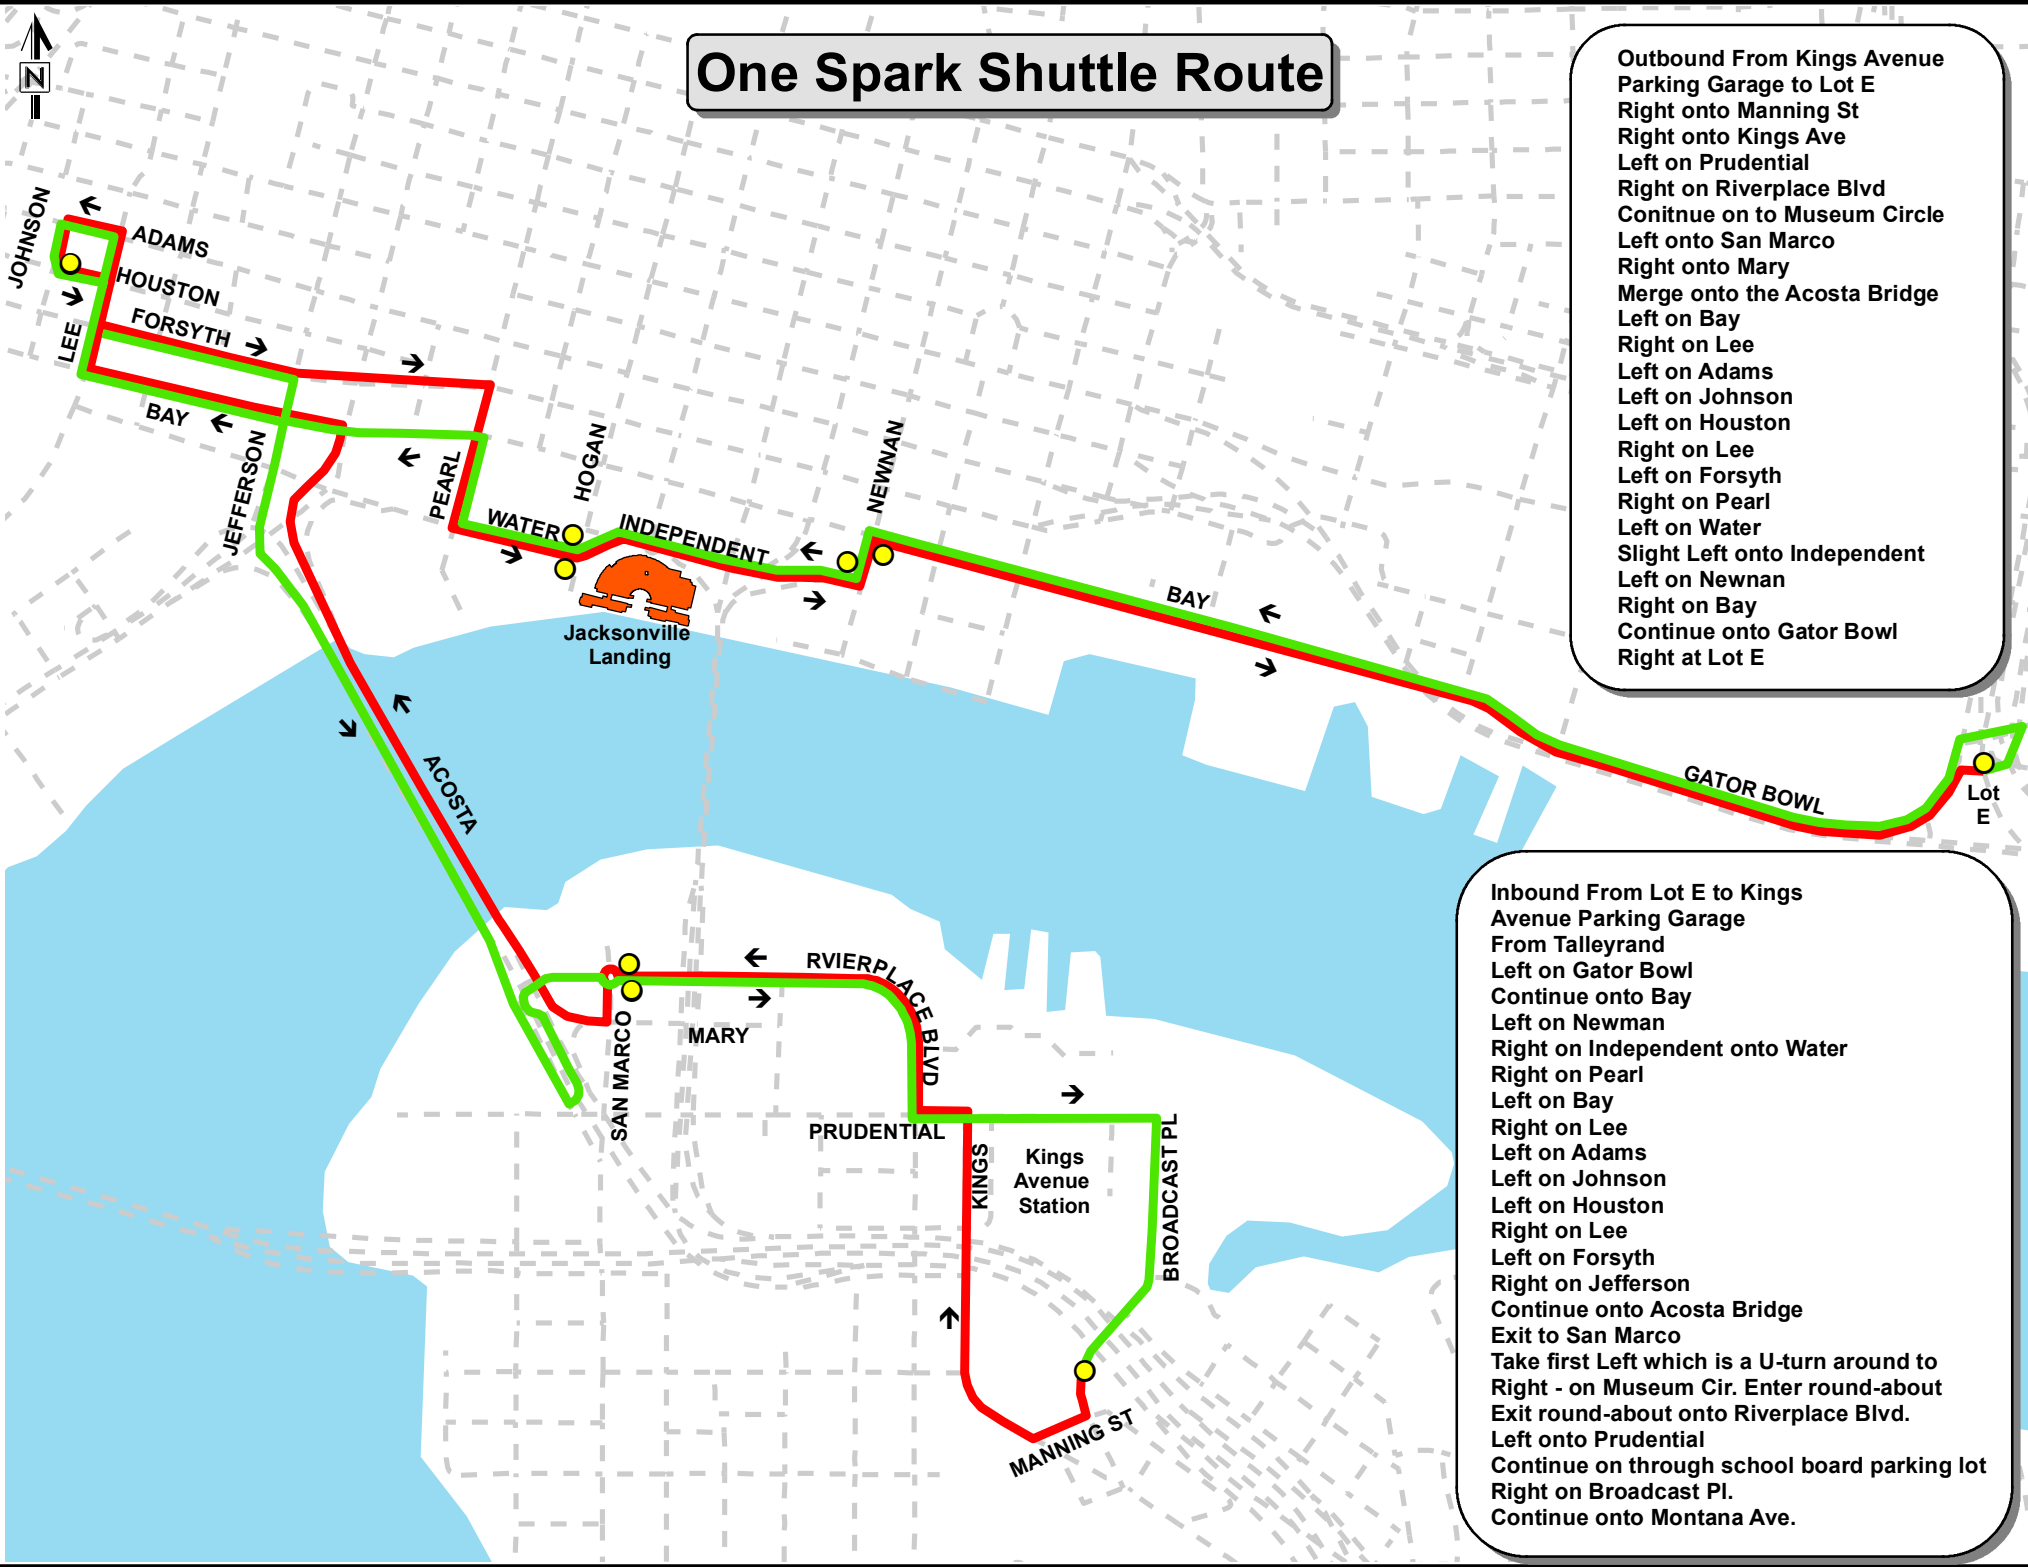 One Spark Shuttle Route
N
Outbound From Kings Avenue
Parking Garage to Lot E
Right onto Manning St
Right onto Kings Ave
Left on Prudential
Right on Riverplace Blvd
Conitnue on to Museum Circle
Left onto San Marco
Right onto Mary
Merge onto the Acosta Bridge
Left on Bay
Right on Lee
Left on Adams
Left on Johnson
Left on Houston
Right on Lee
Left on Forsyth
Right on Pearl
Left on Water
Slight Left onto Independent
Left on Newnan
Right on Bay
Continue onto Gator Bowl
Right at Lot E
JOHNSON
ADAMS
HOUSTON
FORSYTH
LEE
BAY
JEFFERSON
PEARL
HOGAN
WATER
INDEPENDENT
NEWNAN
BAY
Jacksonville
Landing
ACOSTA
GATOR BOWL
Lot
E
RVIERPLACE BLVD
MARY
SAN MARCO
PRUDENTIAL
KINGS
Kings
Avenue
Station
BROADCAST PL
MANNING ST
Inbound From Lot E to Kings
Avenue Parking Garage
From Talleyrand
Left on Gator Bowl
Continue onto Bay
Left on Newman
Right on Independent onto Water
Right on Pearl
Left on Bay
Right on Lee
Left on Adams
Left on Johnson
Left on Houston
Right on Lee
Left on Forsyth
Right on Jefferson
Continue onto Acosta Bridge
Exit to San Marco
Take first Left which is a U-turn around to
Right - on Museum Cir. Enter round-about
Exit round-about onto Riverplace Blvd.
Left onto Prudential
Continue on through school board parking lot
Right on Broadcast Pl.
Continue onto Montana Ave.